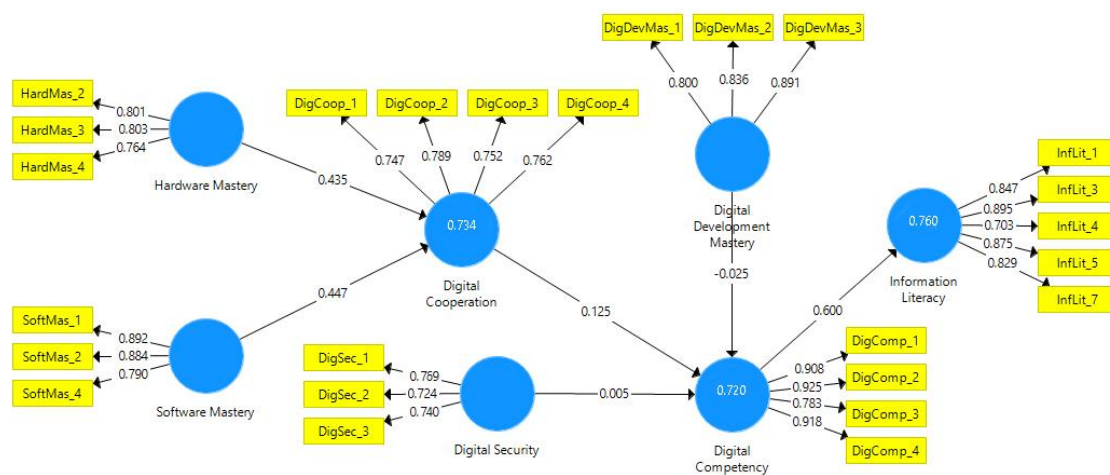 DigDevMas_1
DigDevMas_2
DigDevMas_3
0.800
0.836
0.891
Digital
Development
Mastery
-0.025
HardMas_2
HardMas_3
HardMas_4
0.801
0.803
0.764
Hardware Mastery
0.435
DigCoop_1
DigCoop_2
DigCoop_3
DigCoop_4
0.747
0.789
0.752
0.762
0.734
Digital
Cooperation
0.125
InfLit_1
InfLit_3
InfLit_4
InfLit_5
InfLit_7
0.847
0.895
0.703
0.875
0.829
0.760
Information
Literacy
0.600
SoftMas_1
SoftMas_2
SoftMas_4
0.892
0.884
0.790
Software Mastery
0.447
DigSec_1
DigSec_2
DigSec_3
0.769
0.724
0.740
Digital Security
0.005
0.720
Digital
Competency
DigComp_1
DigComp_2
DigComp_3
DigComp_4
0.908
0.925
0.783
0.918